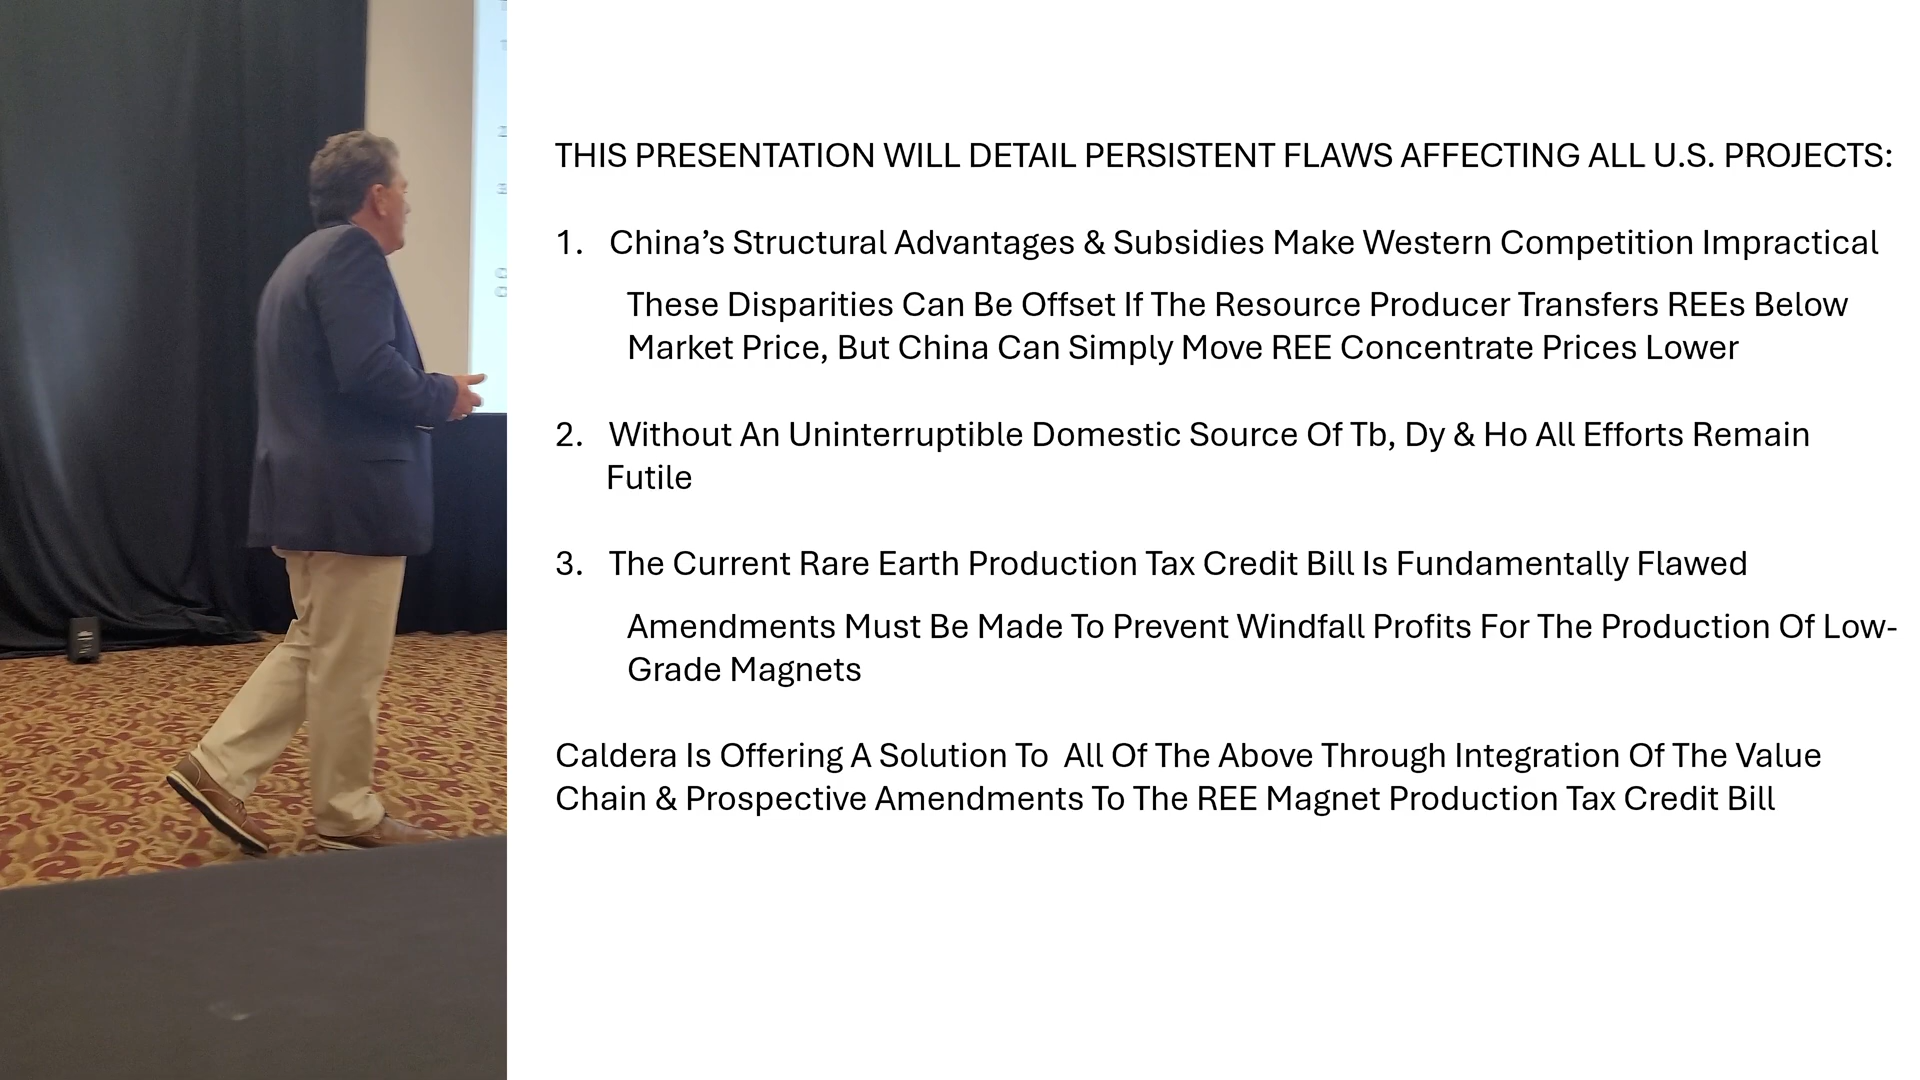 THIS PRESENTATION WILL DETAIL PERSISTENT FLAWS AFFECTING ALL U.S. PROJECTS:
1. China’s Structural Advantages & Subsidies Make Western Competition Impractical
These Disparities Can Be Offset If The Resource Producer Transfers REEs Below
Market Price, But China Can Simply Move REE Concentrate Prices Lower
2. Without An Uninterruptible Domestic Source Of Tb, Dy & Ho All Efforts Remain
Futile
3. The Current Rare Earth Production Tax Credit Bill Is Fundamentally Flawed
Amendments Must Be Made To Prevent Windfall Profits For The Production Of Low-
Grade Magnets
Caldera Is Offering A Solution To  All Of The Above Through Integration Of The Value
Chain & Prospective Amendments To The REE Magnet Production Tax Credit Bill